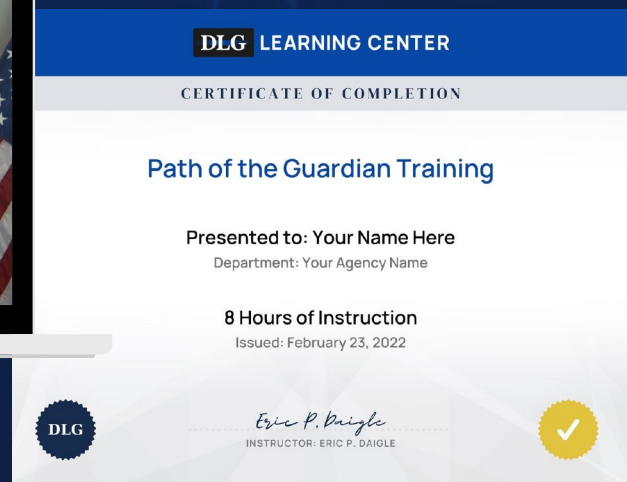 DLG LEARNING CENTER
CERTIFICATE OF COMPLETION
Path of the Guardian Training
Presented to: Your Name Here
Department: Your Agency Name
8 Hours of Instruction
Issued: February 23, 2022
DLG
Eric P. Daigle
INSTRUCTOR: ERIC P. DAIGLE